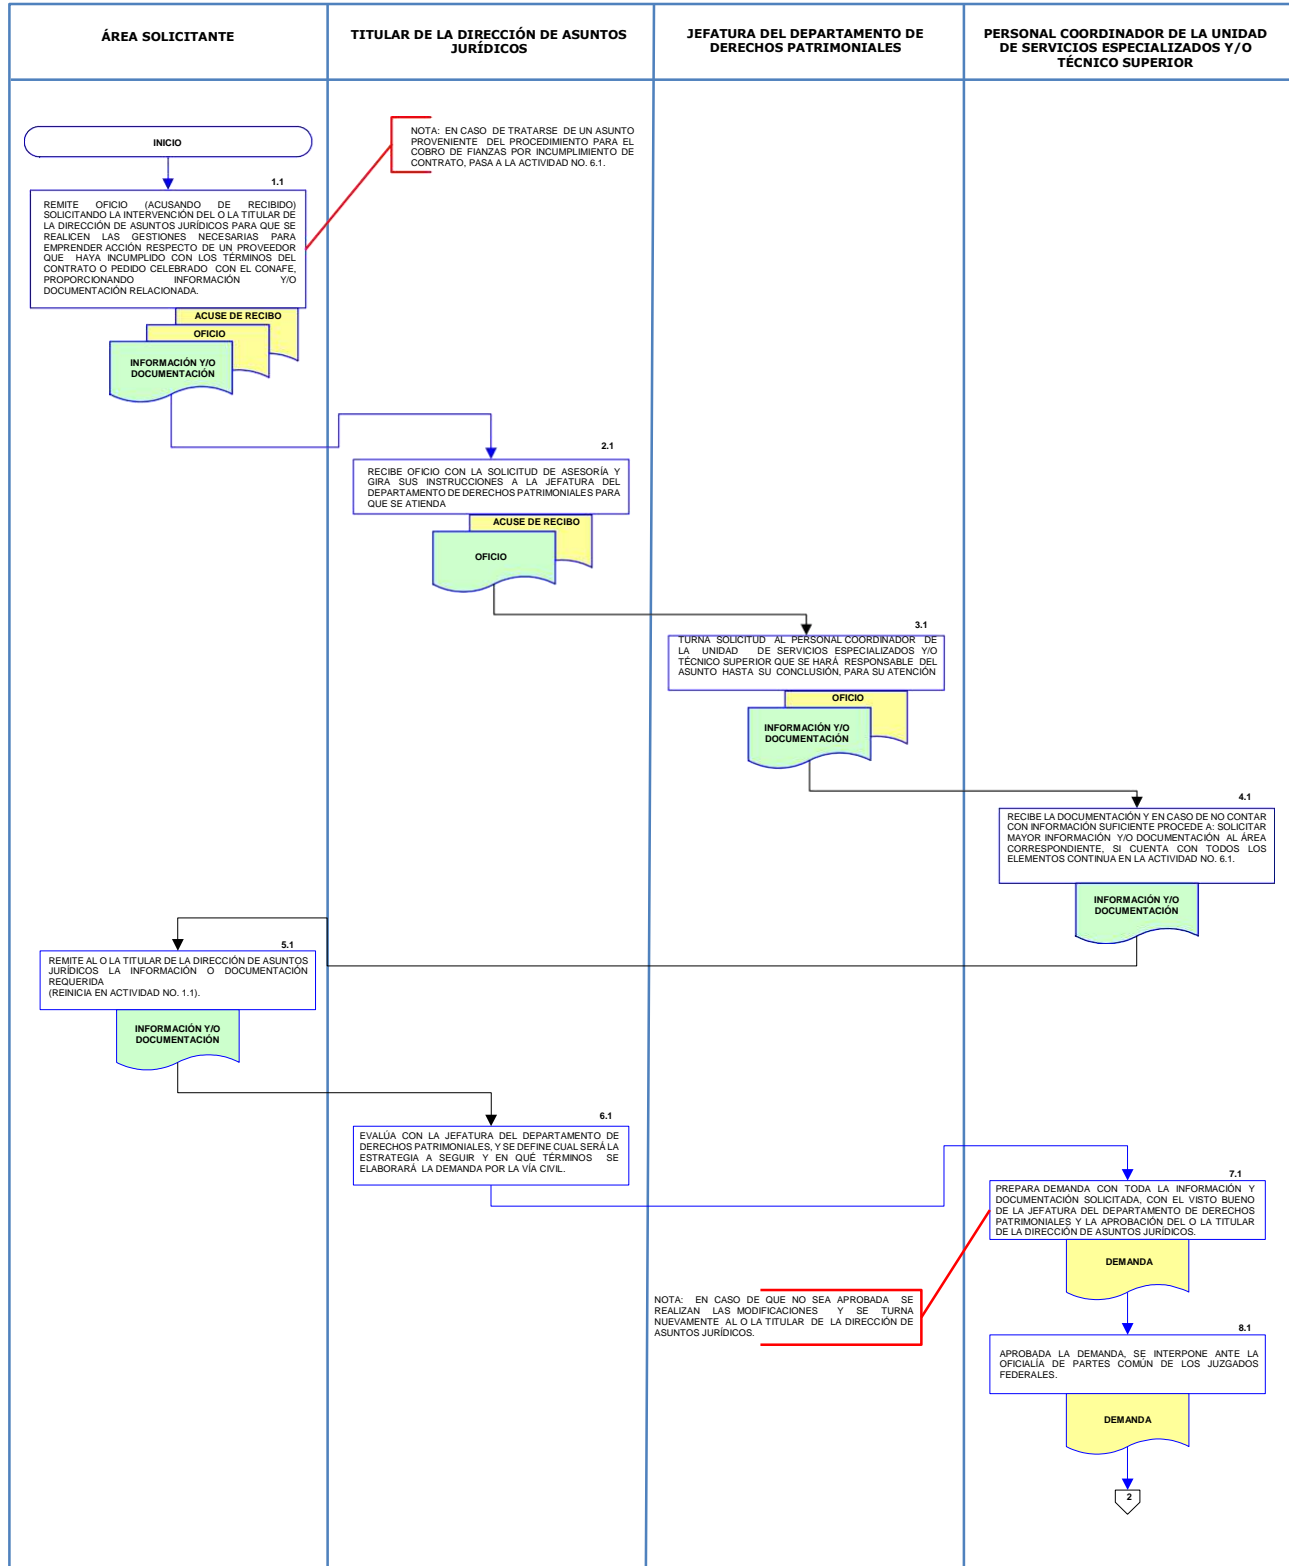 ÁREA SOLICITANTE
TITULAR DE LA DIRECCIÓN DE ASUNTOS
JURÍDICOS
JEFATURA DEL DEPARTAMENTO DE
DERECHOS PATRIMONIALES
PERSONAL COORDINADOR DE LA UNIDAD
DE SERVICIOS ESPECIALIZADOS Y/O
TÉCNICO SUPERIOR
INICIO
NOTA: EN CASO DE TRATARSE DE UN ASUNTO
PROVENIENTE DEL PROCEDIMIENTO PARA EL
COBRO DE FIANZAS POR INCUMPLIMIENTO DE
CONTRATO, PASA A LA ACTIVIDAD NO. 6.1.
1.1
REMITE OFICIO (ACUSANDO DE RECIBIDO)
SOLICITANDO LA INTERVENCIÓN DEL O LA TITULAR DE
LA DIRECCIÓN DE ASUNTOS JURÍDICOS PARA QUE SE
REALICEN LAS GESTIONES NECESARIAS PARA
EMPRENDER ACCIÓN RESPECTO DE UN PROVEEDOR
QUE HAYA INCUMPLIDO CON LOS TÉRMINOS DEL
CONTRATO O PEDIDO CELEBRADO CON EL CONAFE,
PROPORCIONANDO INFORMACIÓN Y/O
DOCUMENTACIÓN RELACIONADA.
ACUSE DE RECIBO
OFICIO
INFORMACIÓN Y/O
DOCUMENTACIÓN
2.1
RECIBE OFICIO CON LA SOLICITUD DE ASESORÍA Y
GIRA SUS INSTRUCCIONES A LA JEFATURA DEL
DEPARTAMENTO DE DERECHOS PATRIMONIALES PARA
QUE SE ATIENDA
ACUSE DE RECIBO
OFICIO
3.1
TURNA SOLICITUD AL PERSONAL COORDINADOR DE
LA UNIDAD DE SERVICIOS ESPECIALIZADOS Y/O
TÉCNICO SUPERIOR QUE SE HARÁ RESPONSABLE DEL
ASUNTO HASTA SU CONCLUSIÓN, PARA SU ATENCIÓN
OFICIO
INFORMACIÓN Y/O
DOCUMENTACIÓN
4.1
RECIBE LA DOCUMENTACIÓN Y EN CASO DE NO CONTAR
CON INFORMACIÓN SUFICIENTE PROCEDE A: SOLICITAR
MAYOR INFORMACIÓN Y/O DOCUMENTACIÓN AL ÁREA
CORRESPONDIENTE, SI CUENTA CON TODOS LOS
ELEMENTOS CONTINUA EN LA ACTIVIDAD NO. 6.1.
INFORMACIÓN Y/O
DOCUMENTACIÓN
5.1
REMITE AL O LA TITULAR DE LA DIRECCIÓN DE ASUNTOS
JURÍDICOS LA INFORMACIÓN O DOCUMENTACIÓN
REQUERIDA
(REINICIA EN ACTIVIDAD NO. 1.1).
INFORMACIÓN Y/O
DOCUMENTACIÓN
6.1
EVALÚA CON LA JEFATURA DEL DEPARTAMENTO DE
DERECHOS PATRIMONIALES, Y SE DEFINE CUAL SERÁ LA
ESTRATEGIA A SEGUIR Y EN QUÉ TÉRMINOS SE
ELABORARÁ LA DEMANDA POR LA VÍA CIVIL.
7.1
PREPARA DEMANDA CON TODA LA INFORMACIÓN Y
DOCUMENTACIÓN SOLICITADA, CON EL VISTO BUENO
DE LA JEFATURA DEL DEPARTAMENTO DE DERECHOS
PATRIMONIALES Y LA APROBACIÓN DEL O LA TITULAR
DE LA DIRECCIÓN DE ASUNTOS JURÍDICOS.
DEMANDA
NOTA: EN CASO DE QUE NO SEA APROBADA SE
REALIZAN LAS MODIFICACIONES Y SE TURNA
NUEVAMENTE AL O LA TITULAR DE LA DIRECCIÓN DE
ASUNTOS JURÍDICOS.
8.1
APROBADA LA DEMANDA, SE INTERPONE ANTE LA
OFICIALÍA DE PARTES COMÚN DE LOS JUZGADOS
FEDERALES.
DEMANDA
2